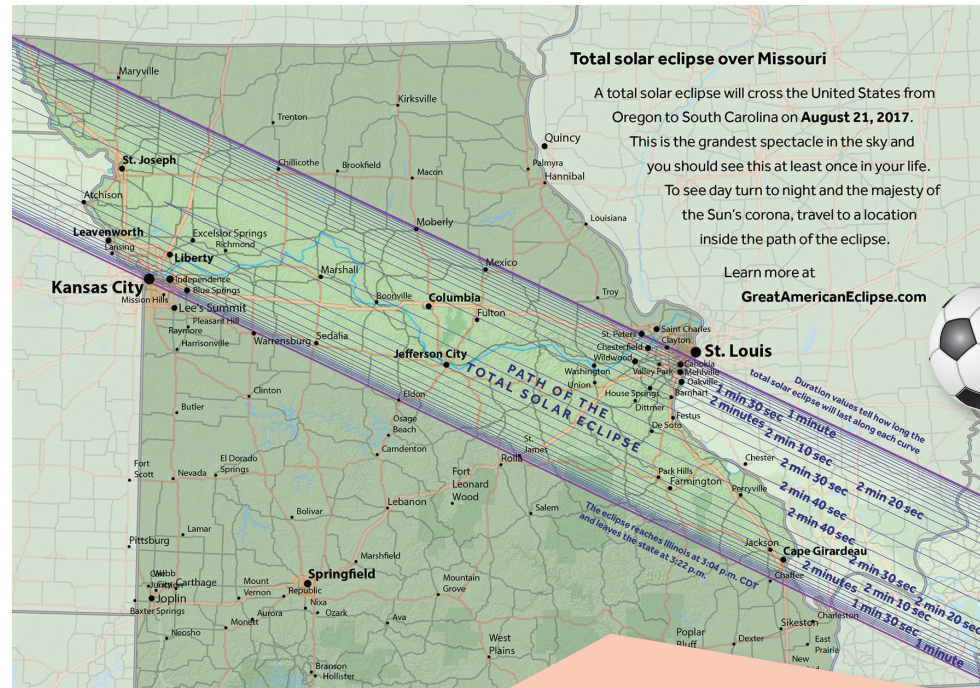 Total solar eclipse over Missouri
A total solar eclipse will cross the United States from
Oregon to South Carolina on August 21, 2017.
This is the grandest spectacle in the sky and
you should see this at least once in your life.
To see day turn to night and the majesty of
the Sun's corona, travel to a location
inside the path of the eclipse.
Learn more at
GreatAmericanEclipse.com
Maryville
Kirksville
Trenton
Quincy
St. Joseph
Chillicothe
Brookfield
Macon
Palmyra
Hannibal
Atchison
Louisiana
Moberly
Leavenworth
Lansing
Excelsior Springs
Richmond
Liberty
Mexico
Marshall
Kansas City
Independence
Blue Springs
Mission Hills
Lee's Summit
Boonville
Columbia
Fulton
Troy
Pleasant Hill
Raymore
Harrisonville
Warrensburg
Sedalia
St. Peters
Saint Charles
Clayton
Chesterfield
St. Louis
Wildwood
Cahokia
Jefferson City
Washington
Valley Park
Mehlville
Union
Oakville
House Springs
Barnhart
Dittmer
Festus
De Soto
PATH OF THE
TOTAL SOLAR ECLIPSE
Duration values tell how long the
total solar eclipse will last along each curve
1 minute
1 min 30 sec
2 minutes
2 min 10 sec
2 min 20 sec
2 min 30 sec
2 min 40 sec
2 min 40 sec
2 min 30 sec
2 min 20 sec
2 min 10 sec
2 minutes
1 min 30 sec
1 minute
Clinton
Eldon
Butler
Osage
Beach
Camdenton
St
James
Rolla
Chester
Fort
Scott
Nevada
El Dorado
Springs
Fort
Leonard
Wood
Park Hills
Farmington
Perryville
Bolivar
Lebanon
Salem
The eclipse reaches Illinois at 3:04 p.m. CDT
and leaves the state at 3:22 p.m.
Lamar
Pittsburg
Jackson
Cape Girardeau
Chaffee
Marshfield
Springfield
Webb
City
Carthage
Joplin
Baxter Springs
Mount
Vernon
Republic
Mountain
Grove
Nixa
Ozark
Aurora
Monett
Ava
Neosho
Sikeston
Charleston
West
Plains
Poplar
Bluff
Dexter
East
Prairie
New
Branson
Hollister